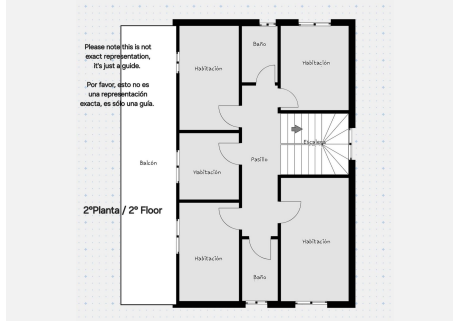 Please note this is not
exact representation,
it's just a guide.
Por favor, esto no es
una representación
exacta, es sólo una guía.
Baño
Habitación
Habitación
Escalera
Balcón
Pasillo
Habitación
2ºPlanta / 2º Floor
Habitación
Habitación
Baño